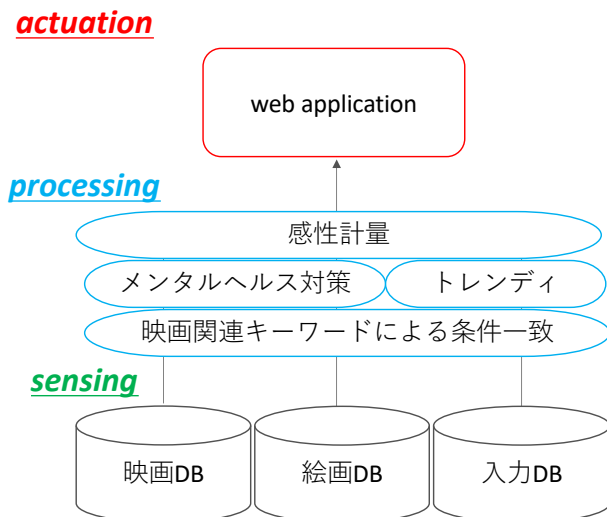 actuation
web application
processing
感性計量
メンタルヘルス対策
トレンディ
映画関連キーワードによる条件一致
sensing
映画DB
絵画DB
入力DB